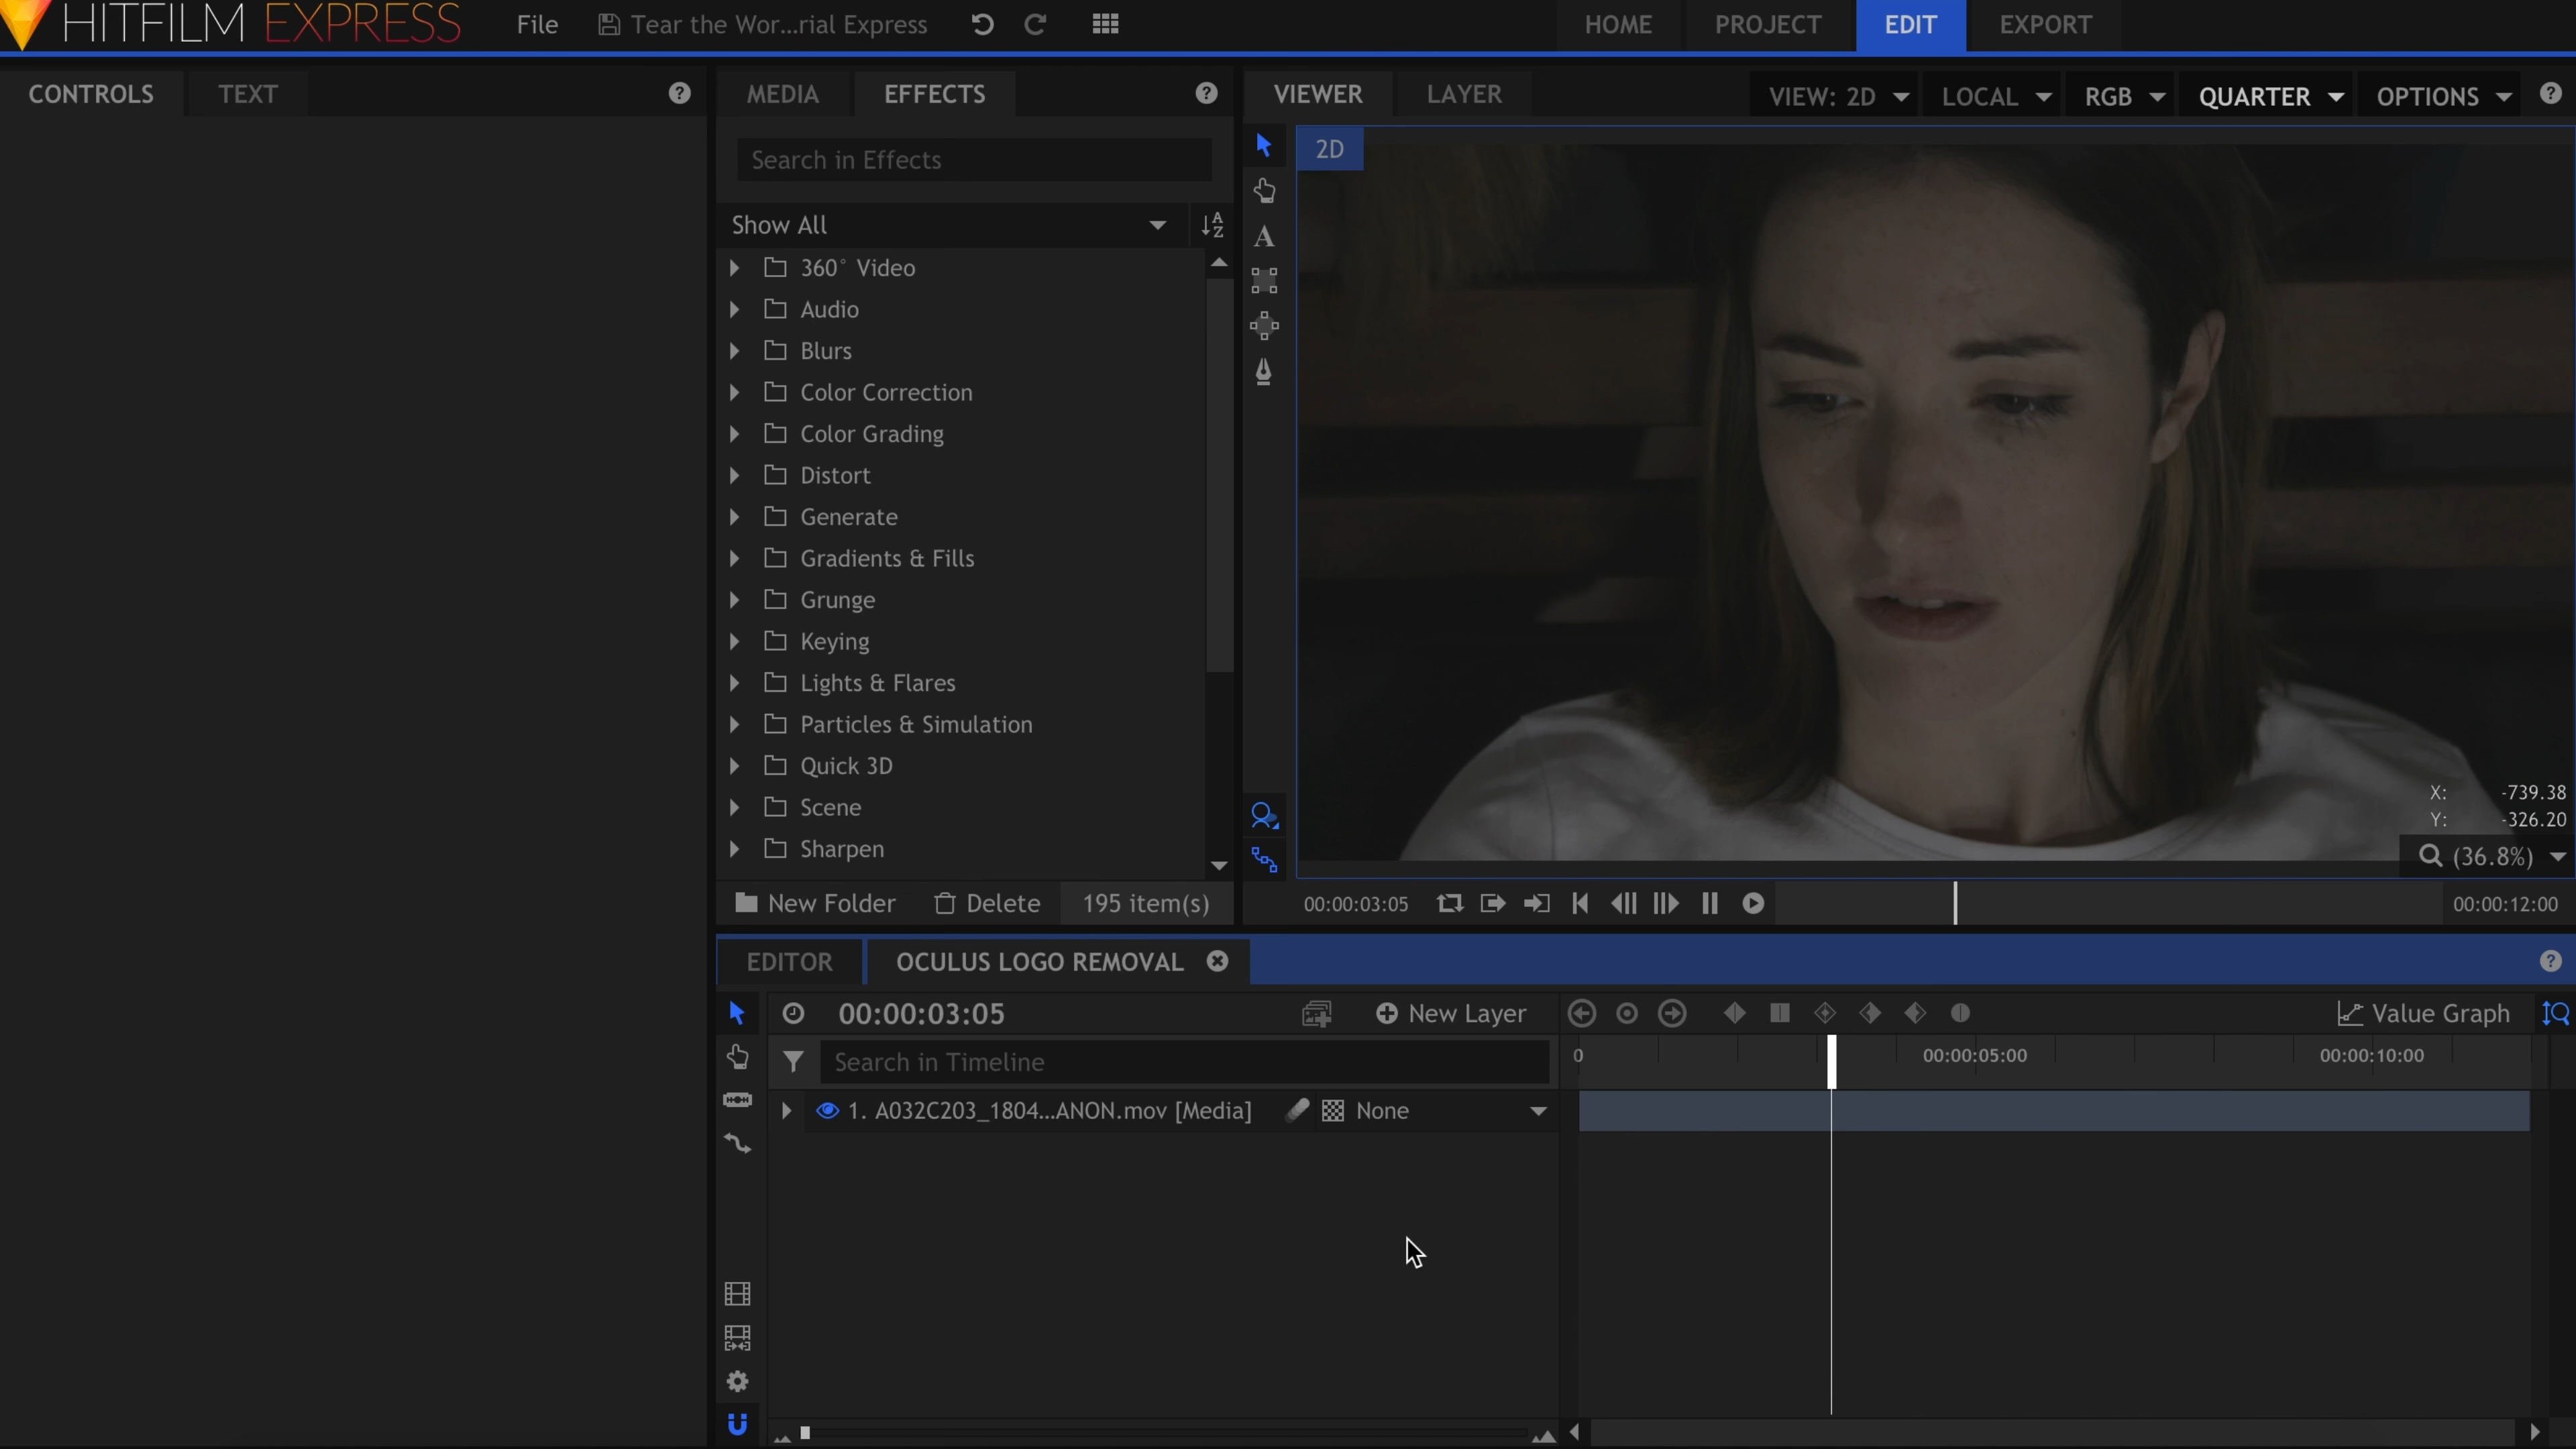 HITFILM EXPRESS
File
Tear the Wor...rial Express
HOME
PROJECT
EDIT
EXPORT
CONTROLS
TEXT
MEDIA
EFFECTS
VIEWER
LAYER
VIEW: 2D
LOCAL
RGB
QUARTER
OPTIONS
Search in Effects
2D
Show All
360° Video
Audio
Blurs
Color Correction
Color Grading
Distort
Generate
Gradients & Fills
Grunge
Keying
Lights & Flares
Particles & Simulation
Quick 3D
Scene
Sharpen
X: -739.38
Y: -326.20
(36.8%)
New Folder
Delete
195 item(s)
00:00:03:05
00:00:12:00
EDITOR
OCULUS LOGO REMOVAL
00:00:03:05
New Layer
Value Graph
Search in Timeline
0
00:00:05:00
00:00:10:00
1. A032C203_1804...ANON.mov [Media]
None